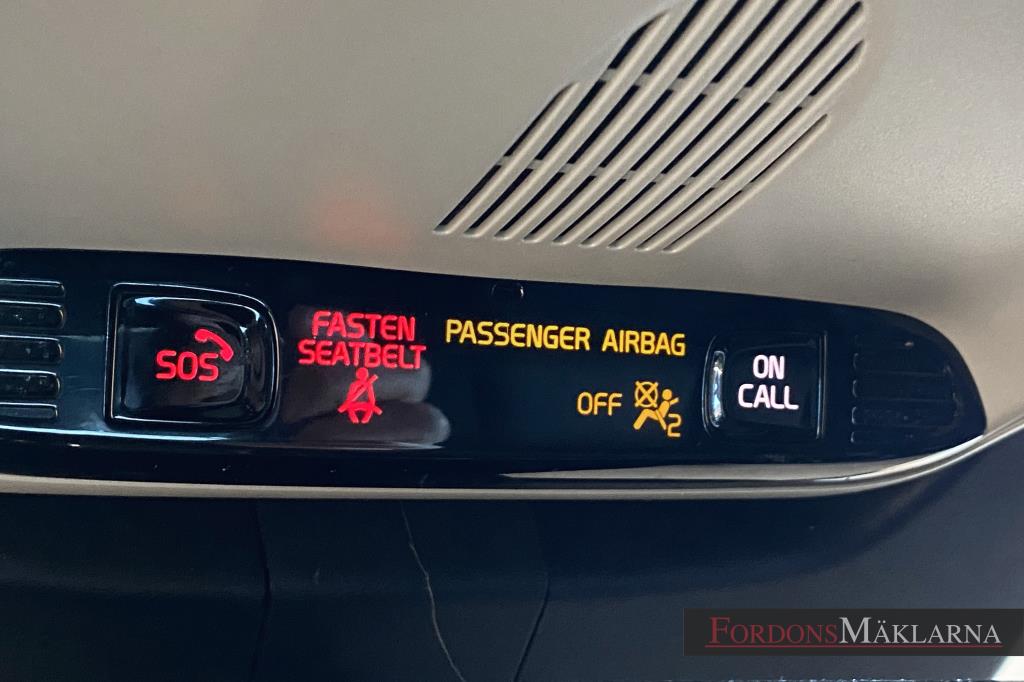 SOS
FASTEN
SEATBELT
PASSENGER AIRBAG
OFF
2
ON
CALL
FORDONSMÄKLARNA